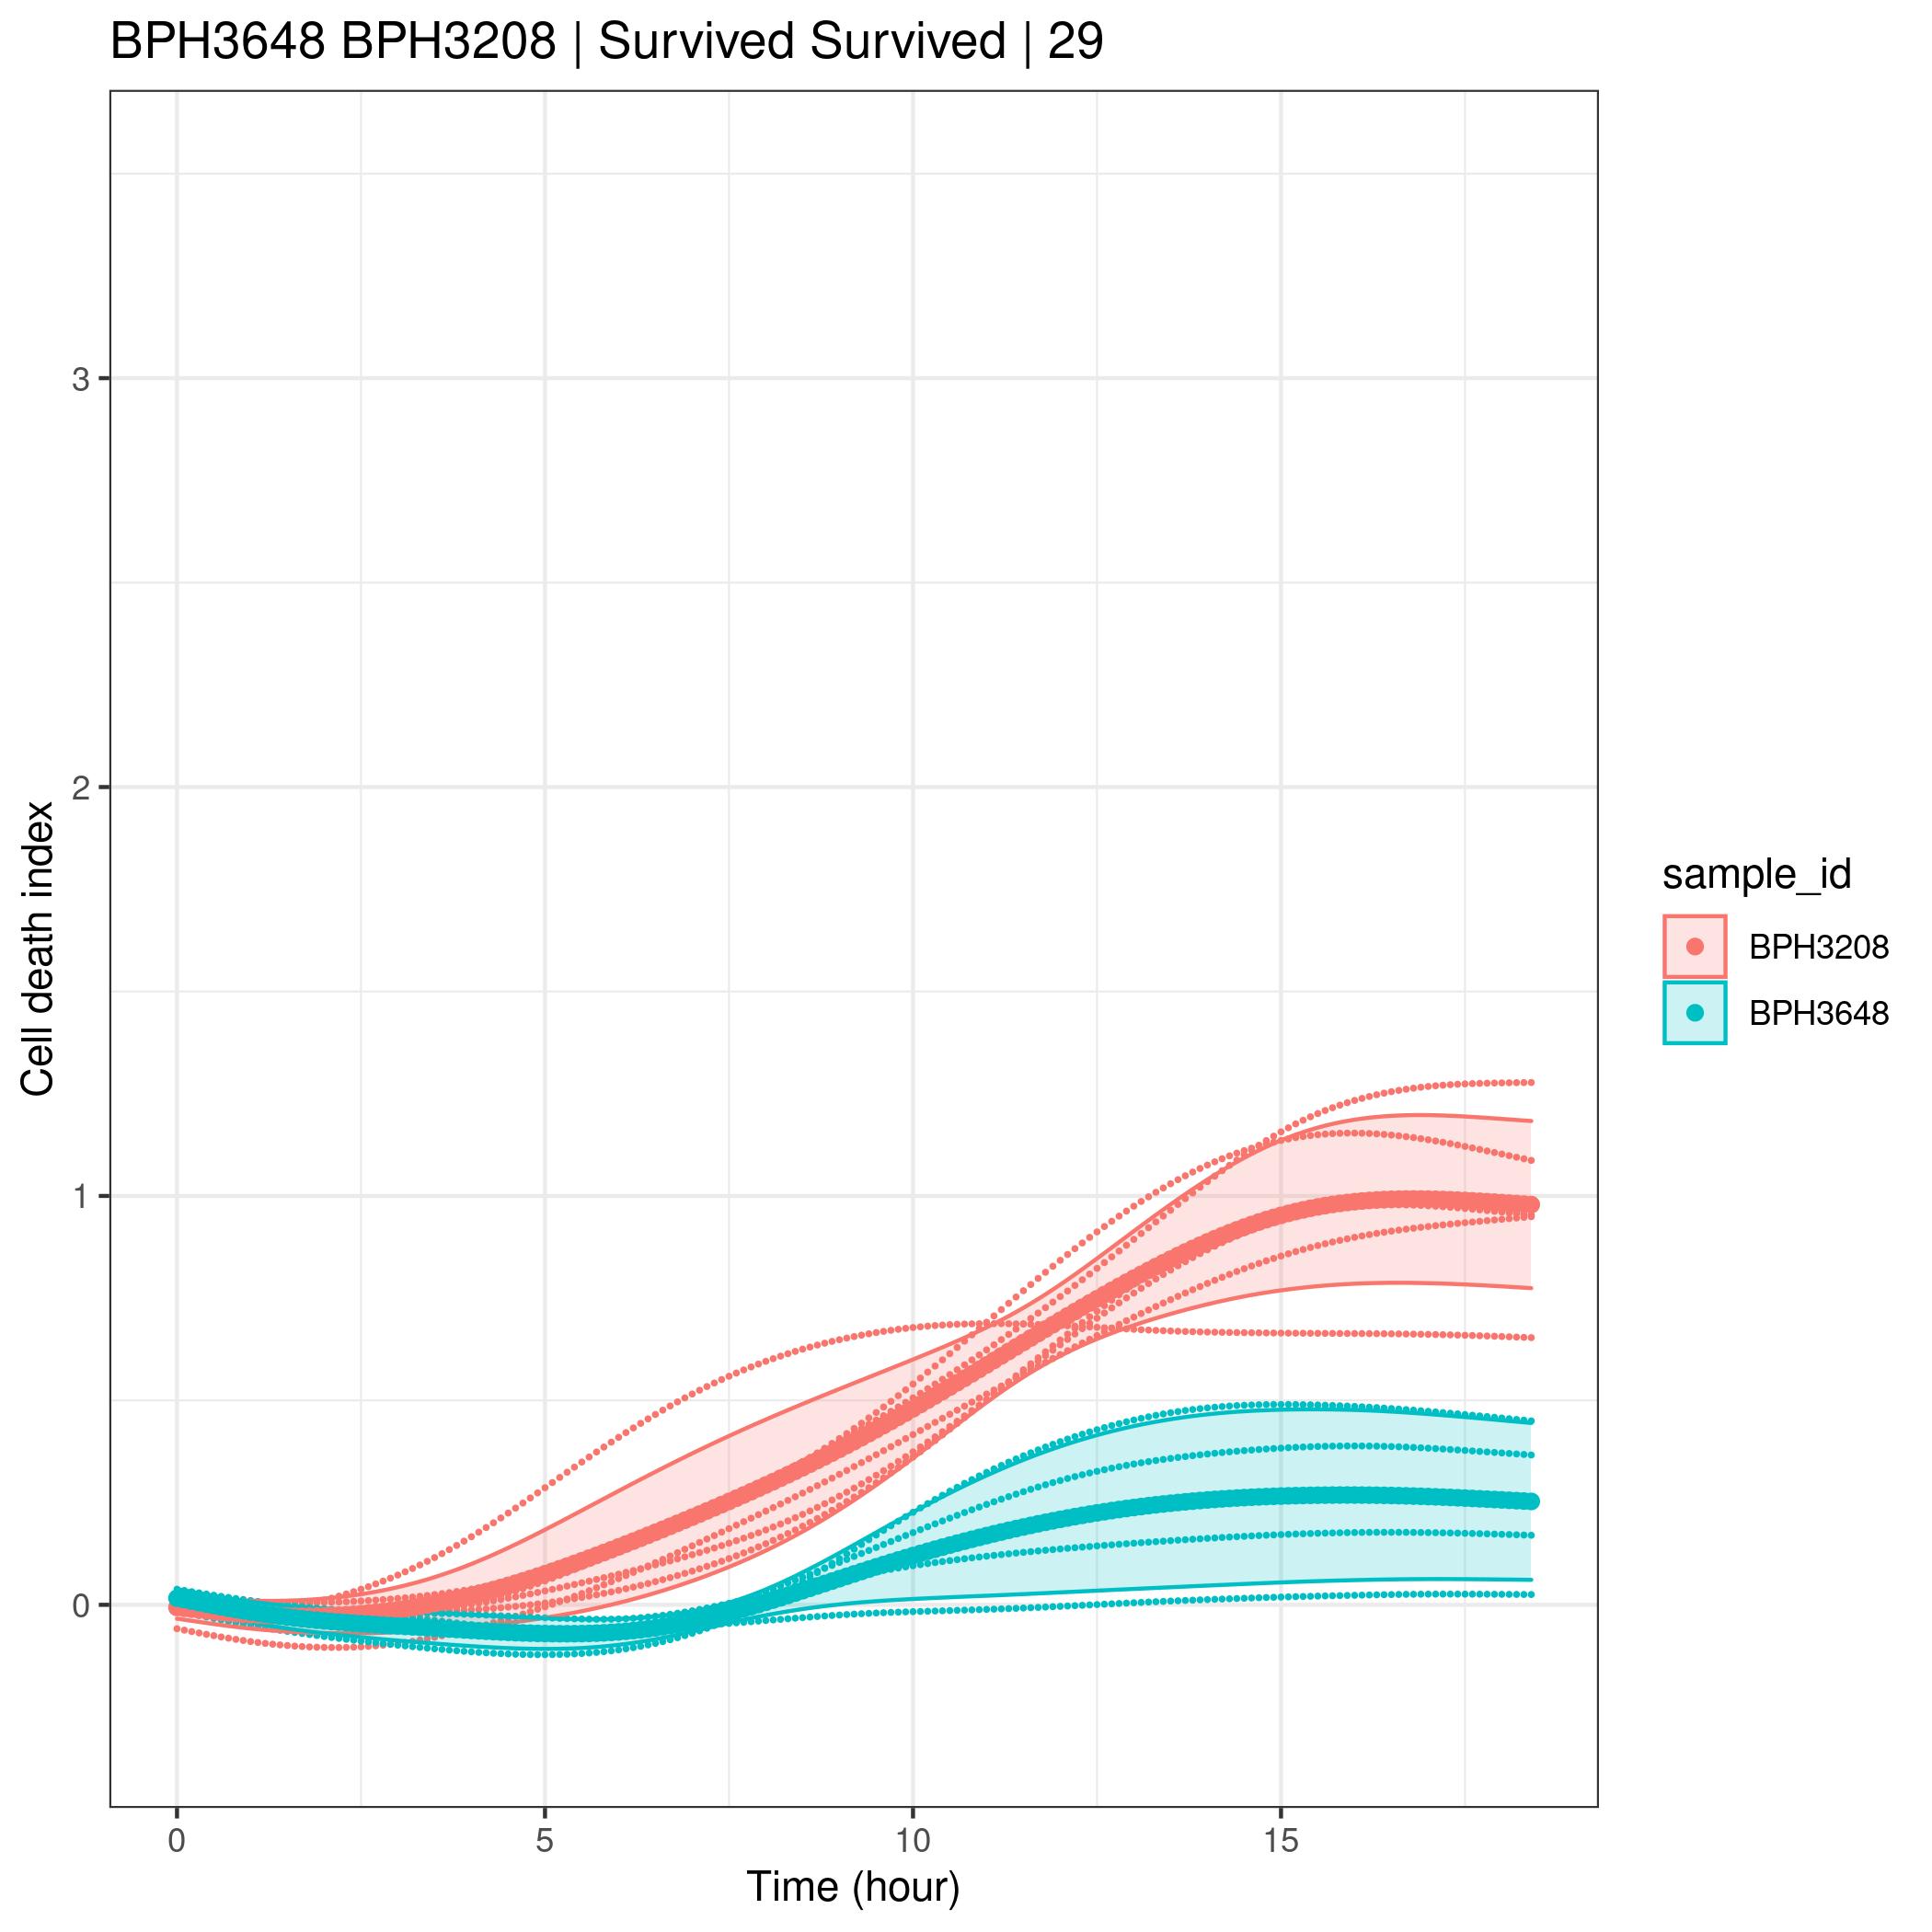 BPH3648 BPH3208 | Survived Survived | 29
3
2
1
0
Cell death index
0 5 10 15
Time (hour)
sample_id
BPH3208
BPH3648